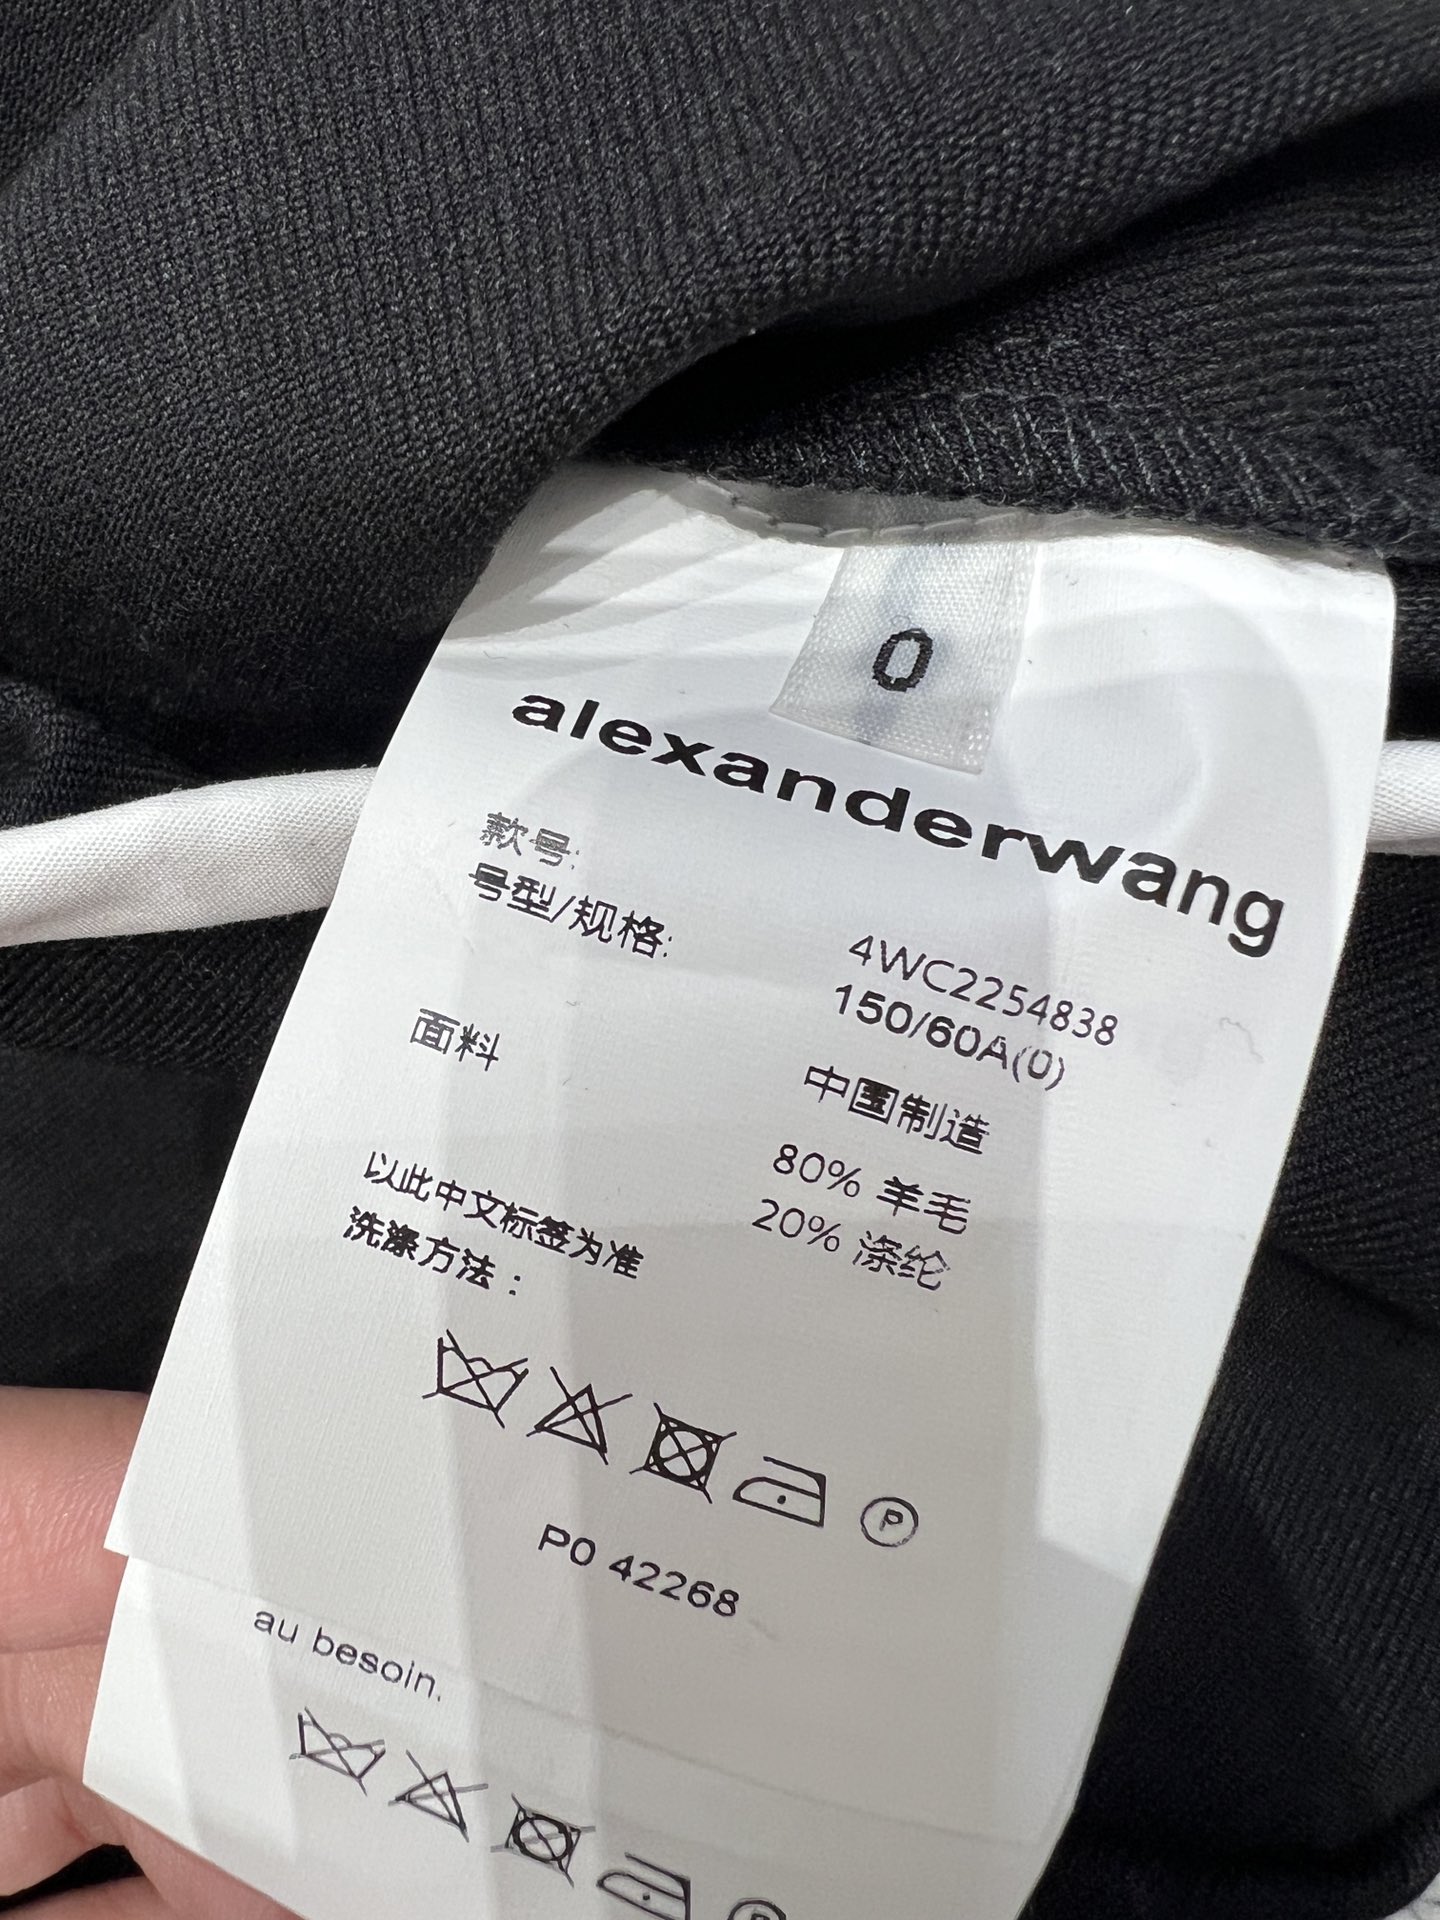 0
alexanderwang
款号: 4WC2254838
号型/规格: 150/60A(0)
中国制造
面料 80% 羊毛
20% 涤纶
以此中文标签为准
洗涤方法：
P
PO 42268
au besoin.
P